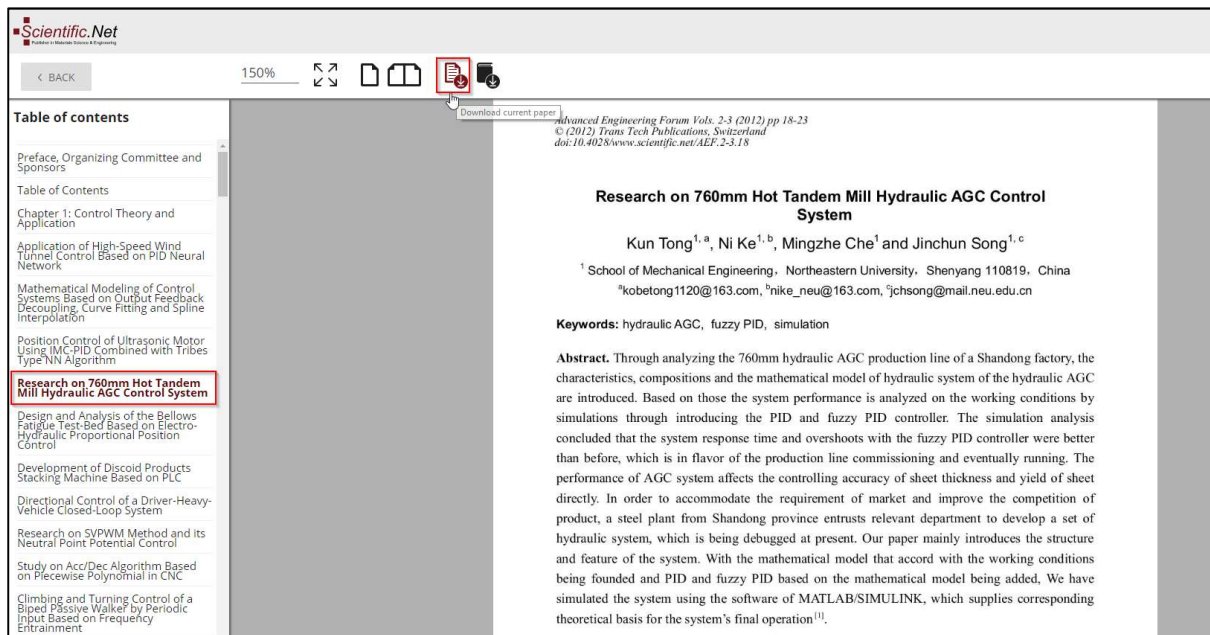 Scientific.Net
Publisher in Materials Science & Engineering
< BACK
150%
Download current paper
Table of contents
Preface, Organizing Committee and
Sponsors
Table of Contents
Chapter 1: Control Theory and
Application
Application of High-Speed Wind
Tunnel Control Based on PID Neural
Network
Mathematical Modeling of Control
Systems Based on Output Feedback
Decoupling, Curve Fitting and Spline
Interpolation
Position Control of Ultrasonic Motor
Using IMC-PID Combined with Tribes
Type NN Algorithm
Research on 760mm Hot Tandem
Mill Hydraulic AGC Control System
Design and Analysis of the Bellows
Fatigue Test-Bed Based on Electro-
Hydraulic Proportional Position
Control
Development of Discoid Products
Stacking Machine Based on PLC
Directional Control of a Driver-Heavy-
Vehicle Closed-Loop System
Research on SVPWM Method and Its
Neutral Point Potential Control
Study on Acc/Dec Algorithm Based
on Piecewise Polynomial in CNC
Climbing and Turning Control of a
Biped Passive Walker by Periodic
Input Based on Frequency
Entrainment
Advanced Engineering Forum Vols. 2-3 (2012) pp 18-23
© (2012) Trans Tech Publications, Switzerland
doi:10.4028/www.scientific.net/AEF.2-3.18
Research on 760mm Hot Tandem Mill Hydraulic AGC Control
System
Kun Tong1, a, Ni Ke1, b, Mingzhe Che1 and Jinchun Song1, c
1 School of Mechanical Engineering, Northeastern University, Shenyang 110819, China
akobetong1120@163.com, bnike_neu@163.com, cjchsong@mail.neu.edu.cn
Keywords: hydraulic AGC, fuzzy PID, simulation
Abstract. Through analyzing the 760mm hydraulic AGC production line of a Shandong factory, the
characteristics, compositions and the mathematical model of hydraulic system of the hydraulic AGC
are introduced. Based on those the system performance is analyzed on the working conditions by
simulations through introducing the PID and fuzzy PID controller. The simulation analysis
concluded that the system response time and overshoots with the fuzzy PID controller were better
than before, which is in flavor of the production line commissioning and eventually running. The
performance of AGC system affects the controlling accuracy of sheet thickness and yield of sheet
directly. In order to accommodate the requirement of market and improve the competition of
product, a steel plant from Shandong province entrusts relevant department to develop a set of
hydraulic system, which is being debugged at present. Our paper mainly introduces the structure
and feature of the system. With the mathematical model that accord with the working conditions
being founded and PID and fuzzy PID based on the mathematical model being added, We have
simulated the system using the software of MATLAB/SIMULINK, which supplies corresponding
theoretical basis for the system's final operation[1].